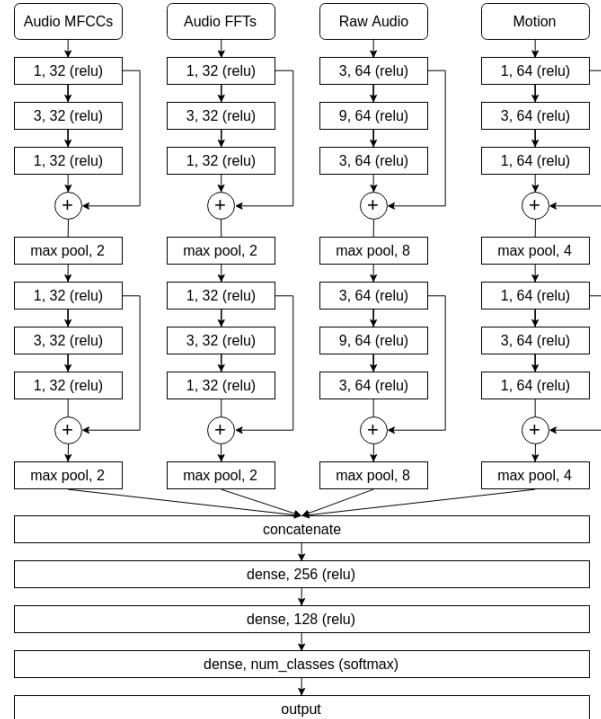 Audio MFCCs Audio FFTs Raw Audio Motion
1, 32 (relu) 1, 32 (relu) 3, 64 (relu) 1, 64 (relu)
3, 32 (relu) 3, 32 (relu) 9, 64 (relu) 3, 64 (relu)
1, 32 (relu) 1, 32 (relu) 3, 64 (relu) 1, 64 (relu)
+ + + +
max pool, 2 max pool, 2 max pool, 8 max pool, 4
1, 32 (relu) 1, 32 (relu) 3, 64 (relu) 1, 64 (relu)
3, 32 (relu) 3, 32 (relu) 9, 64 (relu) 3, 64 (relu)
1, 32 (relu) 1, 32 (relu) 3, 64 (relu) 1, 64 (relu)
+ + + +
max pool, 2 max pool, 2 max pool, 8 max pool, 4
concatenate
dense, 256 (relu)
dense, 128 (relu)
dense, num_classes (softmax)
output